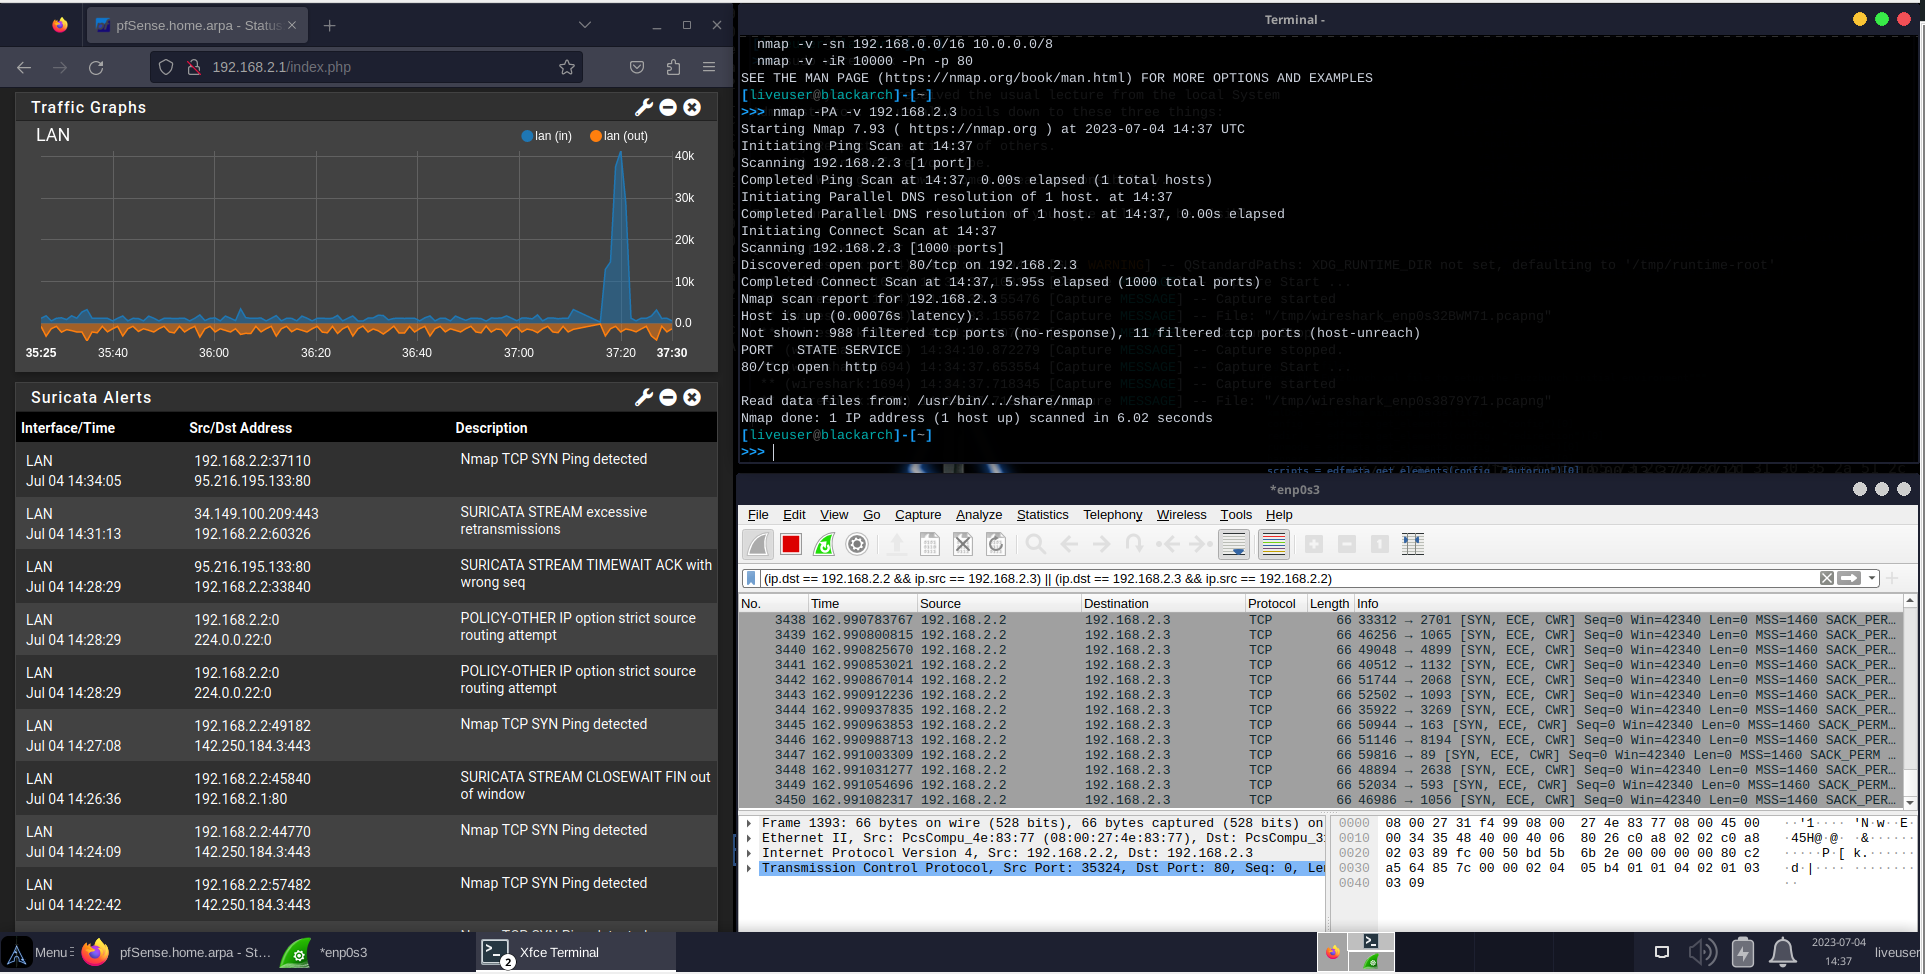 pfSense.home.arpa - Status
192.168.2.1/index.php
Traffic Graphs
LAN
lan (in)
lan (out)
40k
30k
20k
10k
0.0
35:25
35:40
36:00
36:20
36:40
37:00
37:20
37:30
Suricata Alerts
Interface/Time Src/Dst Address Description
LAN 192.168.2.2:37110 Nmap TCP SYN Ping detected
Jul 04 14:34:05 95.216.195.133:80
LAN 34.149.100.209:443 SURICATA STREAM excessive
Jul 04 14:31:13 192.168.2.2:60326 retransmissions
LAN 95.216.195.133:80 SURICATA STREAM TIMEWAIT ACK with
Jul 04 14:28:29 192.168.2.2:33840 wrong seq
LAN 192.168.2.2:0 POLICY-OTHER IP option strict source
Jul 04 14:28:29 224.0.0.22:0 routing attempt
LAN 192.168.2.2:0 POLICY-OTHER IP option strict source
Jul 04 14:28:29 224.0.0.22:0 routing attempt
LAN 192.168.2.2:49182 Nmap TCP SYN Ping detected
Jul 04 14:27:08 142.250.184.3:443
LAN 192.168.2.2:45840 SURICATA STREAM CLOSEWAIT FIN out
Jul 04 14:26:36 192.168.2.1:80 of window
LAN 192.168.2.2:44770 Nmap TCP SYN Ping detected
Jul 04 14:24:09 142.250.184.3:443
LAN 192.168.2.2:57482 Nmap TCP SYN Ping detected
Jul 04 14:22:42 142.250.184.3:443
Terminal -
nmap -v -sn 192.168.0.0/16 10.0.0.0/8
nmap -v -iR 10000 -Pn -p 80
SEE THE MAN PAGE (https://nmap.org/book/man.html) FOR MORE OPTIONS AND EXAMPLES
[liveuser@blackarch]-[~]
>>> nmap -PA -v 192.168.2.3
Starting Nmap 7.93 ( https://nmap.org ) at 2023-07-04 14:37 UTC
Initiating Ping Scan at 14:37
Scanning 192.168.2.3 [1 port]
Completed Ping Scan at 14:37, 0.00s elapsed (1 total hosts)
Initiating Parallel DNS resolution of 1 host. at 14:37
Completed Parallel DNS resolution of 1 host. at 14:37, 0.00s elapsed
Initiating Connect Scan at 14:37
Scanning 192.168.2.3 [1000 ports]
Discovered open port 80/tcp on 192.168.2.3
Completed Connect Scan at 14:37, 5.95s elapsed (1000 total ports)
Nmap scan report for 192.168.2.3
Host is up (0.00076s latency).
Not shown: 988 filtered tcp ports (no-response), 11 filtered tcp ports (host-unreach)
PORT STATE SERVICE
80/tcp open http
Read data files from: /usr/bin/../share/nmap
Nmap done: 1 IP address (1 host up) scanned in 6.02 seconds
[liveuser@blackarch]-[~]
>>>
*enp0s3
File Edit View Go Capture Analyze Statistics Telephony Wireless Tools Help
(ip.dst == 192.168.2.2 && ip.src == 192.168.2.3) || (ip.dst == 192.168.2.3 && ip.src == 192.168.2.2)
No. Time Source Destination Protocol Length Info
3438 162.990783767 192.168.2.2 192.168.2.3 TCP 66 33312 → 2701 [SYN, ECE, CWR] Seq=0 Win=42340 Len=0 MSS=1460 SACK_PER…
3439 162.990800815 192.168.2.2 192.168.2.3 TCP 66 46256 → 1065 [SYN, ECE, CWR] Seq=0 Win=42340 Len=0 MSS=1460 SACK_PER…
3440 162.990825670 192.168.2.2 192.168.2.3 TCP 66 49048 → 4899 [SYN, ECE, CWR] Seq=0 Win=42340 Len=0 MSS=1460 SACK_PER…
3441 162.990853021 192.168.2.2 192.168.2.3 TCP 66 40512 → 1132 [SYN, ECE, CWR] Seq=0 Win=42340 Len=0 MSS=1460 SACK_PER…
3442 162.990867014 192.168.2.2 192.168.2.3 TCP 66 51744 → 2068 [SYN, ECE, CWR] Seq=0 Win=42340 Len=0 MSS=1460 SACK_PER…
3443 162.990912236 192.168.2.2 192.168.2.3 TCP 66 52502 → 1093 [SYN, ECE, CWR] Seq=0 Win=42340 Len=0 MSS=1460 SACK_PER…
3444 162.990937835 192.168.2.2 192.168.2.3 TCP 66 35922 → 3269 [SYN, ECE, CWR] Seq=0 Win=42340 Len=0 MSS=1460 SACK_PER…
3445 162.990963853 192.168.2.2 192.168.2.3 TCP 66 50944 → 163 [SYN, ECE, CWR] Seq=0 Win=42340 Len=0 MSS=1460 SACK_PERM…
3446 162.990988713 192.168.2.2 192.168.2.3 TCP 66 51146 → 8194 [SYN, ECE, CWR] Seq=0 Win=42340 Len=0 MSS=1460 SACK_PER…
3447 162.991003309 192.168.2.2 192.168.2.3 TCP 66 59816 → 89 [SYN, ECE, CWR] Seq=0 Win=42340 Len=0 MSS=1460 SACK_PERM …
3448 162.991031277 192.168.2.2 192.168.2.3 TCP 66 48894 → 2638 [SYN, ECE, CWR] Seq=0 Win=42340 Len=0 MSS=1460 SACK_PER…
3449 162.991054696 192.168.2.2 192.168.2.3 TCP 66 52034 → 593 [SYN, ECE, CWR] Seq=0 Win=42340 Len=0 MSS=1460 SACK_PERM…
3450 162.991082317 192.168.2.2 192.168.2.3 TCP 66 46986 → 1056 [SYN, ECE, CWR] Seq=0 Win=42340 Len=0 MSS=1460 SACK_PER…
Frame 1393: 66 bytes on wire (528 bits), 66 bytes captured (528 bits) on
Ethernet II, Src: PcsCompu_4e:83:77 (08:00:27:4e:83:77), Dst: PcsCompu_3
Internet Protocol Version 4, Src: 192.168.2.2, Dst: 192.168.2.3
Transmission Control Protocol, Src Port: 35324, Dst Port: 80, Seq: 0, Le
0000 08 00 27 31 f4 99 08 00 27 4e 83 77 08 00 45 00 ··'1···· 'N·w··E·
0010 00 34 35 48 40 00 40 06 80 26 c0 a8 02 02 c0 a8 ·45H@·@· ·&······
0020 02 03 89 fc 00 50 bd 5b 6b 2e 00 00 00 00 80 c2 ·····P·[ k.······
0030 a5 64 85 7c 00 00 02 04 05 b4 01 01 04 02 01 03 ·d·|···· ········
0040 03 09 ··
Menu pfSense.home.arpa - St… *enp0s3 2 Xfce Terminal
2023-07-04
14:37
liveuser